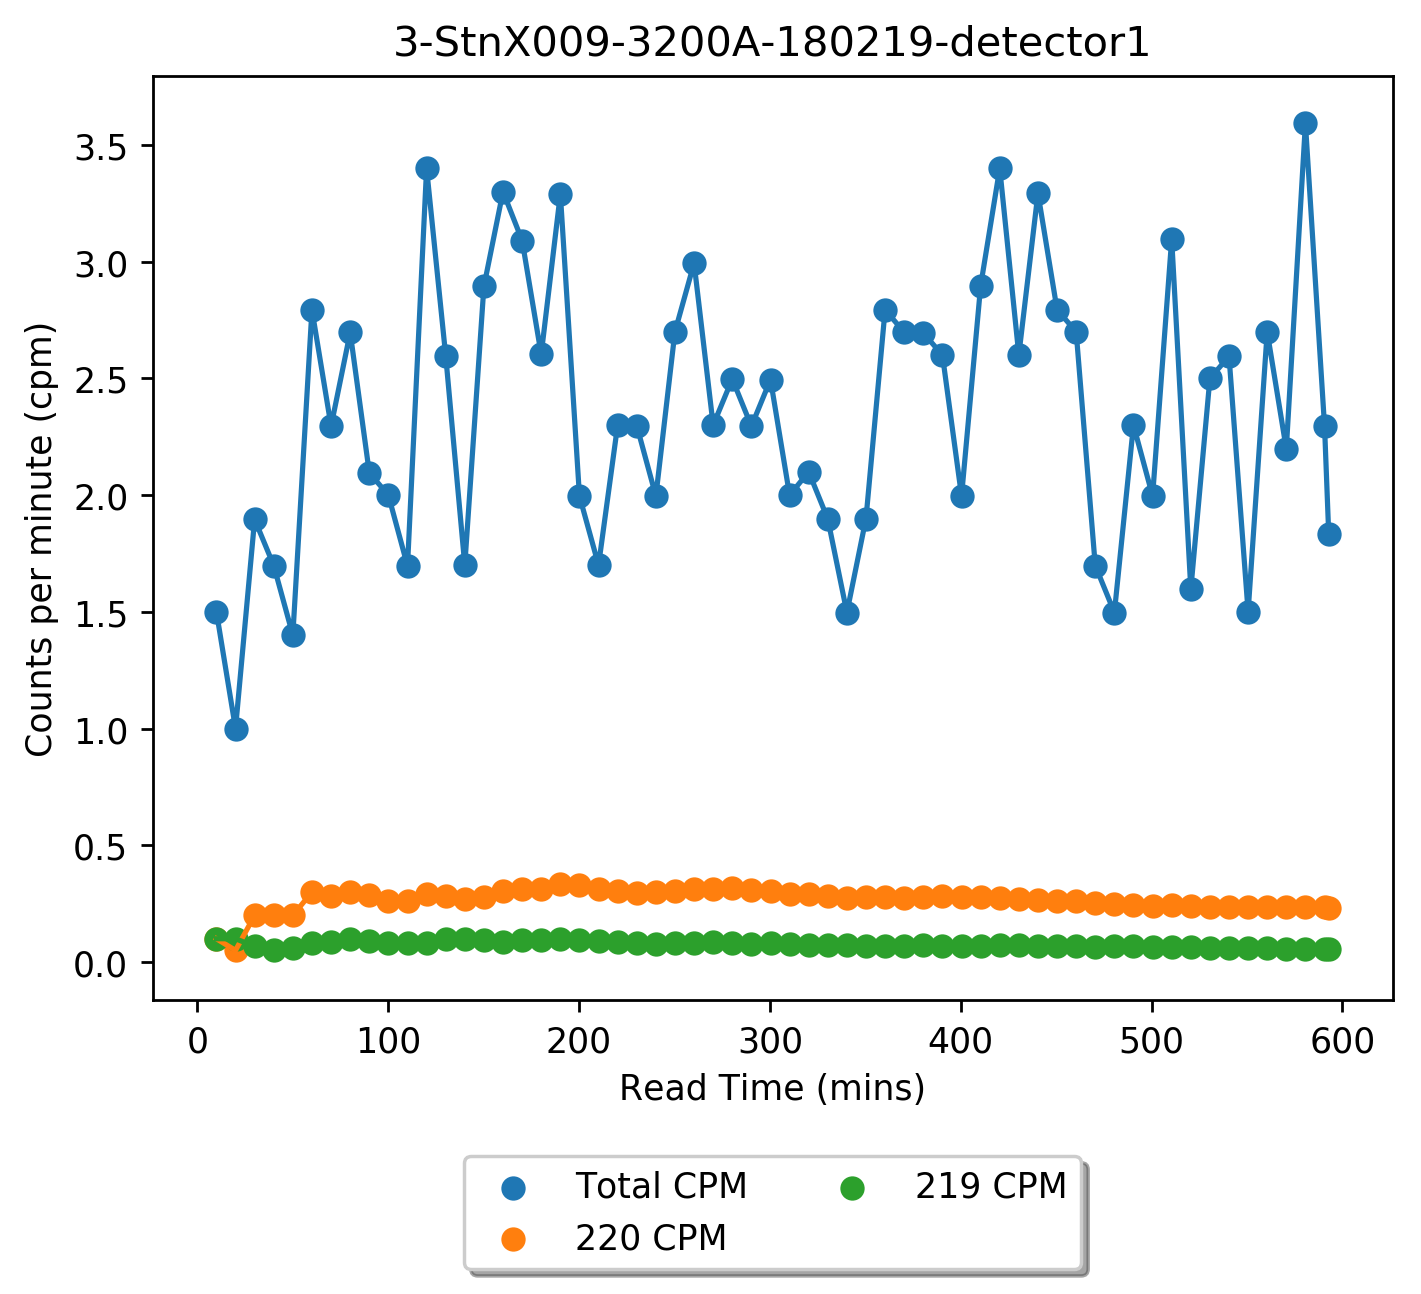 3-StnX009-3200A-180219-detector1
Counts per minute (cpm)
3.5
3.0
2.5
2.0
1.5
1.0
0.5
0.0
0 100 200 300 400 500 600
Read Time (mins)
Total CPM 219 CPM
220 CPM